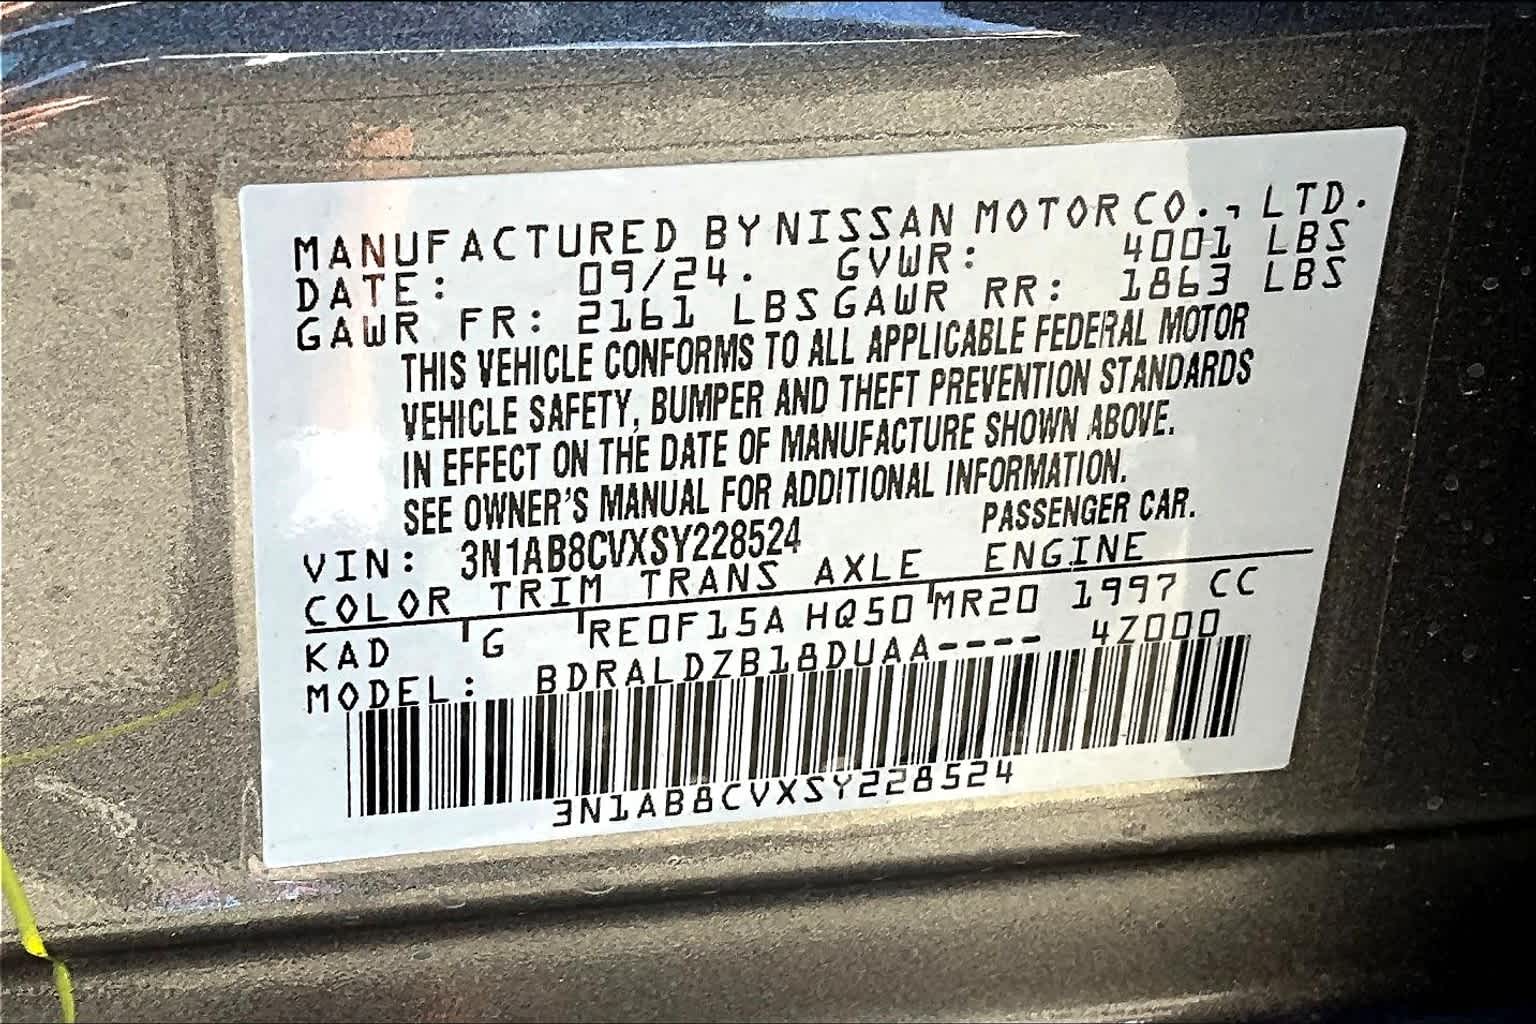 MANUFACTURED BY NISSAN MOTOR CO., LTD.
DATE: 09/24. GVWR: 4001 LBS
GAWR FR: 2161 LBS GAWR RR: 1863 LBS
THIS VEHICLE CONFORMS TO ALL APPLICABLE FEDERAL MOTOR
VEHICLE SAFETY, BUMPER AND THEFT PREVENTION STANDARDS
IN EFFECT ON THE DATE OF MANUFACTURE SHOWN ABOVE.
SEE OWNER'S MANUAL FOR ADDITIONAL INFORMATION.
VIN: 3N1AB8CVXSY228524 PASSENGER CAR.
COLOR TRIM TRANS AXLE ENGINE
KAD G RE0F15A HQ50 MR20 1997 CC
MODEL: BDRALDZB18DUAA---- 4Z000
3N1AB8CVXSY228524